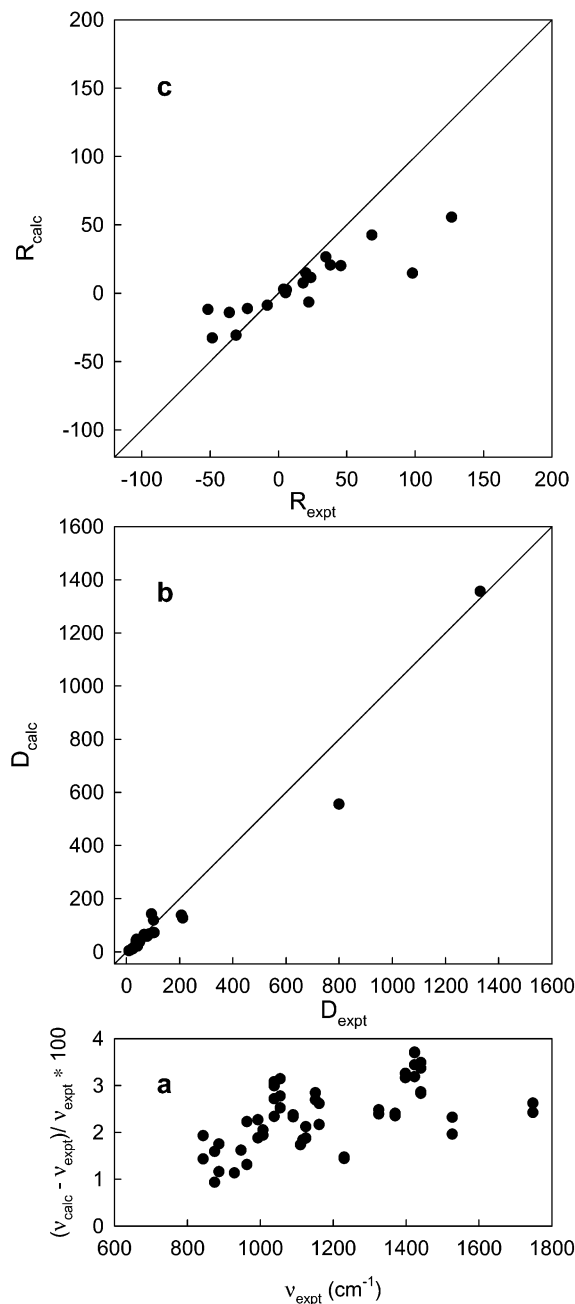 200
c
150
100
50
0
-50
-100
R_calc
-100 -50 0 50 100 150 200
R_expt
1600
b
1400
1200
1000
800
600
400
200
0
D_calc
0 200 400 600 800 1000 1200 1400 1600
D_expt
4
a
3
2
1
0
(ν_calc - ν_expt)/ ν_expt * 100
600 800 1000 1200 1400 1600 1800
ν_expt (cm⁻¹)